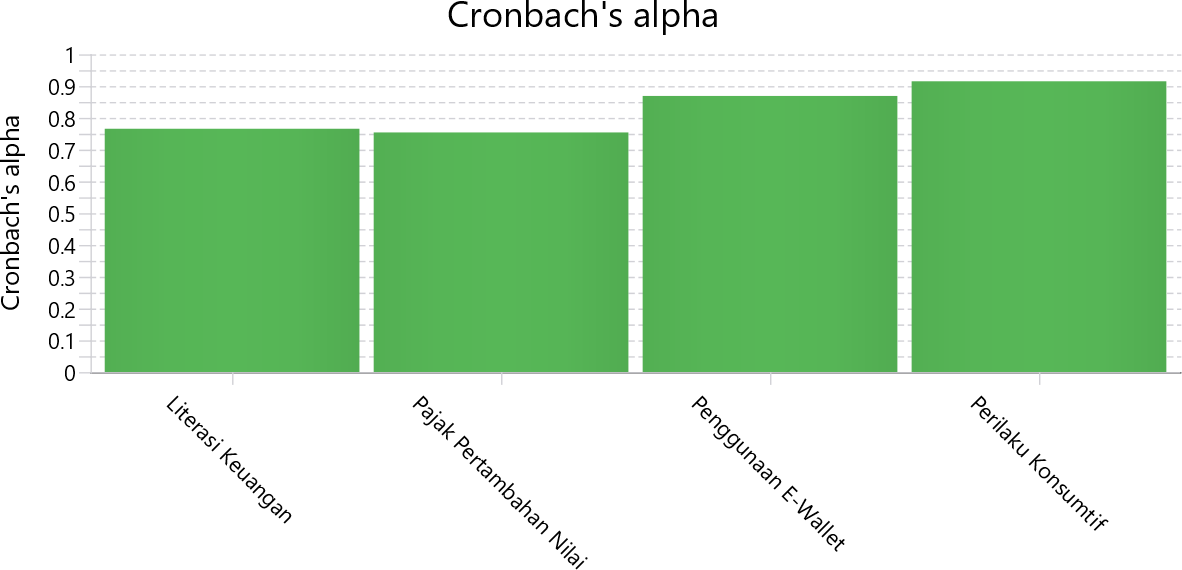 Cronbach's alpha
Cronbach's alpha
1
0.9
0.8
0.7
0.6
0.5
0.4
0.3
0.2
0.1
0
Literasi Keuangan
Pajak Pertambahan Nilai
Penggunaan E-Wallet
Perilaku Konsumtif